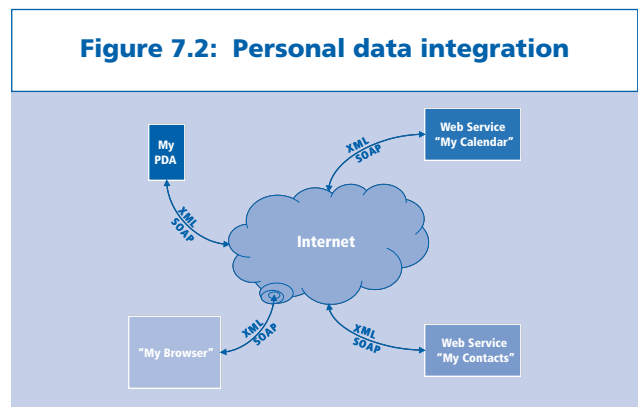 Figure 7.2: Personal data integration
My
PDA
Web Service
"My Calendar"
XML
SOAP
XML
SOAP
Internet
"My Browser"
XML
SOAP
XML
SOAP
Web Service
"My Contacts"